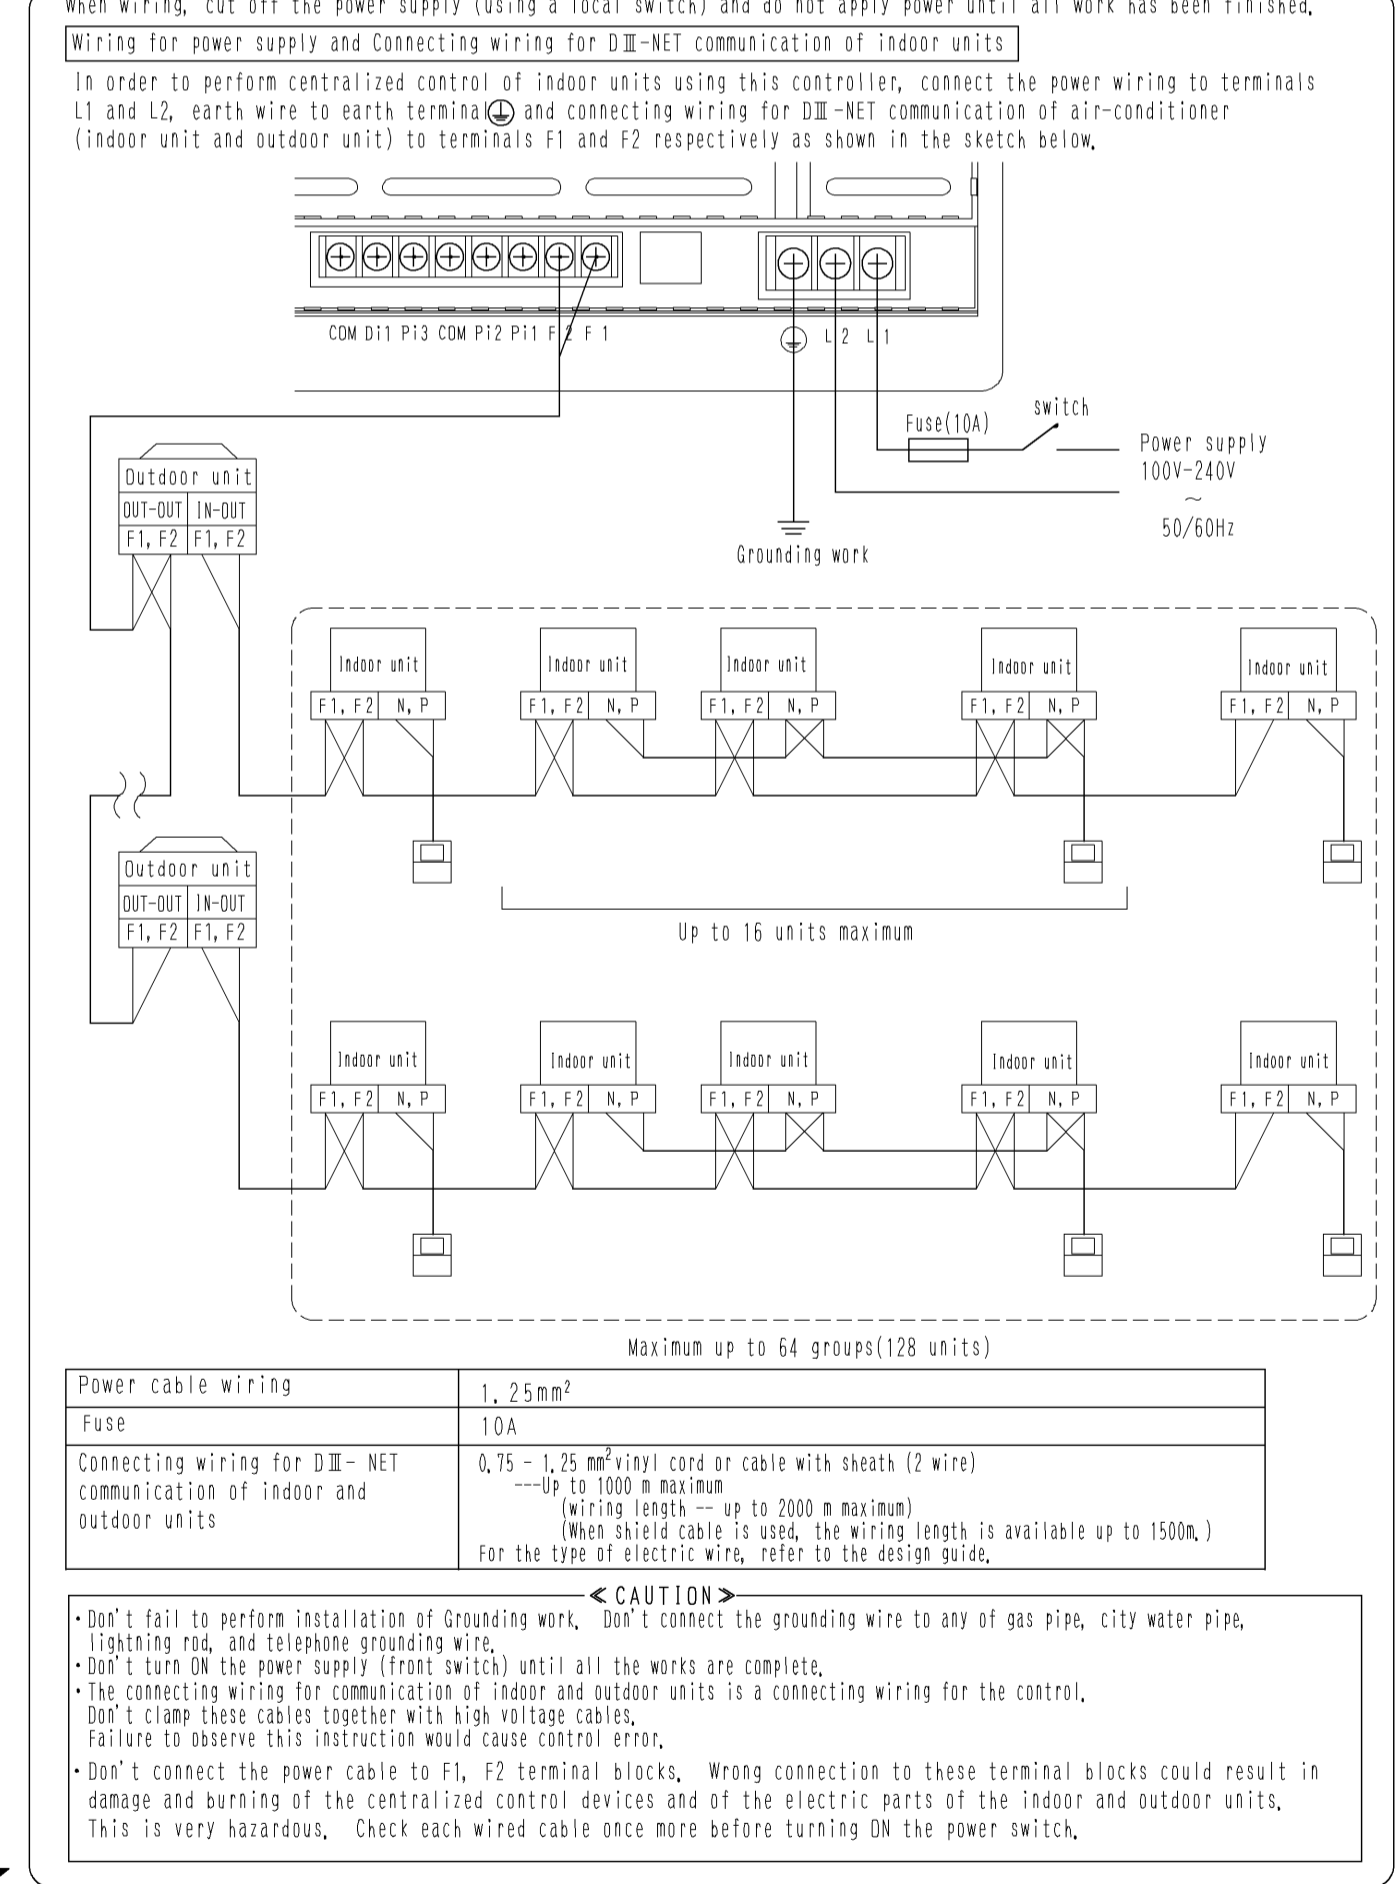 When wiring, cut off the power supply (using a local switch) and do not apply power until all work has been finished.
Wiring for power supply and Connecting wiring for DⅢ-NET communication of indoor units
In order to perform centralized control of indoor units using this controller, connect the power wiring to terminals
L1 and L2, earth wire to earth terminal and connecting wiring for DⅢ-NET communication of air-conditioner
(indoor unit and outdoor unit) to terminals F1 and F2 respectively as shown in the sketch below.
COM Di1 Pi3 COM Pi2 Pi1 F 2 F 1
L 2 L 1
Fuse(10A)
switch
Power supply
100V-240V
～
50/60Hz
Grounding work
Outdoor unit
OUT-OUT IN-OUT
F1, F2 F1, F2
Indoor unit Indoor unit Indoor unit Indoor unit Indoor unit
F1, F2 N, P F1, F2 N, P F1, F2 N, P F1, F2 N, P F1, F2 N, P
Outdoor unit
OUT-OUT IN-OUT
F1, F2 F1, F2
Up to 16 units maximum
Indoor unit Indoor unit Indoor unit Indoor unit Indoor unit
F1, F2 N, P F1, F2 N, P F1, F2 N, P F1, F2 N, P F1, F2 N, P
Maximum up to 64 groups(128 units)
Power cable wiring 1.25mm²
Fuse 10A
Connecting wiring for DⅢ- NET
communication of indoor and
outdoor units
0.75 - 1.25 mm² vinyl cord or cable with sheath (2 wire)
---Up to 1000 m maximum
(wiring length -- up to 2000 m maximum)
(When shield cable is used, the wiring length is available up to 1500m.)
For the type of electric wire, refer to the design guide.
≪ CAUTION ≫
・Don't fail to perform installation of Grounding work. Don't connect the grounding wire to any of gas pipe, city water pipe,
lightning rod, and telephone grounding wire.
・Don't turn ON the power supply (front switch) until all the works are complete.
・The connecting wiring for communication of indoor and outdoor units is a connecting wiring for the control.
Don't clamp these cables together with high voltage cables.
Failure to observe this instruction would cause control error.
・Don't connect the power cable to F1, F2 terminal blocks. Wrong connection to these terminal blocks could result in
damage and burning of the centralized control devices and of the electric parts of the indoor and outdoor units.
This is very hazardous. Check each wired cable once more before turning ON the power switch.